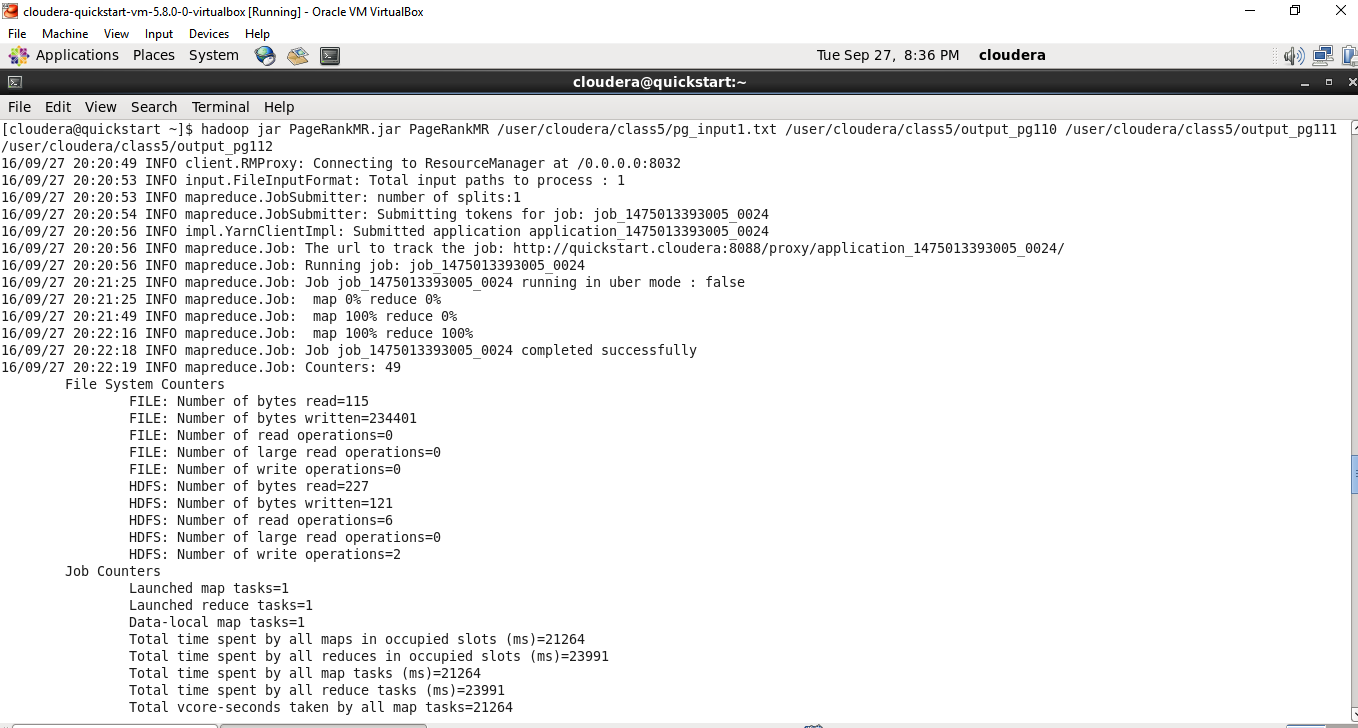 cloudera-quickstart-vm-5.8.0-0-virtualbox [Running] - Oracle VM VirtualBox
File Machine View Input Devices Help
Applications Places System Tue Sep 27, 8:36 PM cloudera
cloudera@quickstart:~
File Edit View Search Terminal Help
[cloudera@quickstart ~]$ hadoop jar PageRankMR.jar PageRankMR /user/cloudera/class5/pg_input1.txt /user/cloudera/class5/output_pg110 /user/cloudera/class5/output_pg111
/user/cloudera/class5/output_pg112
16/09/27 20:20:49 INFO client.RMProxy: Connecting to ResourceManager at /0.0.0.0:8032
16/09/27 20:20:53 INFO input.FileInputFormat: Total input paths to process : 1
16/09/27 20:20:53 INFO mapreduce.JobSubmitter: number of splits:1
16/09/27 20:20:54 INFO mapreduce.JobSubmitter: Submitting tokens for job: job_1475013393005_0024
16/09/27 20:20:56 INFO impl.YarnClientImpl: Submitted application application_1475013393005_0024
16/09/27 20:20:56 INFO mapreduce.Job: The url to track the job: http://quickstart.cloudera:8088/proxy/application_1475013393005_0024/
16/09/27 20:20:56 INFO mapreduce.Job: Running job: job_1475013393005_0024
16/09/27 20:21:25 INFO mapreduce.Job: Job job_1475013393005_0024 running in uber mode : false
16/09/27 20:21:25 INFO mapreduce.Job:  map 0% reduce 0%
16/09/27 20:21:49 INFO mapreduce.Job:  map 100% reduce 0%
16/09/27 20:22:16 INFO mapreduce.Job:  map 100% reduce 100%
16/09/27 20:22:18 INFO mapreduce.Job: Job job_1475013393005_0024 completed successfully
16/09/27 20:22:19 INFO mapreduce.Job: Counters: 49
File System Counters
FILE: Number of bytes read=115
FILE: Number of bytes written=234401
FILE: Number of read operations=0
FILE: Number of large read operations=0
FILE: Number of write operations=0
HDFS: Number of bytes read=227
HDFS: Number of bytes written=121
HDFS: Number of read operations=6
HDFS: Number of large read operations=0
HDFS: Number of write operations=2
Job Counters
Launched map tasks=1
Launched reduce tasks=1
Data-local map tasks=1
Total time spent by all maps in occupied slots (ms)=21264
Total time spent by all reduces in occupied slots (ms)=23991
Total time spent by all map tasks (ms)=21264
Total time spent by all reduce tasks (ms)=23991
Total vcore-seconds taken by all map tasks=21264